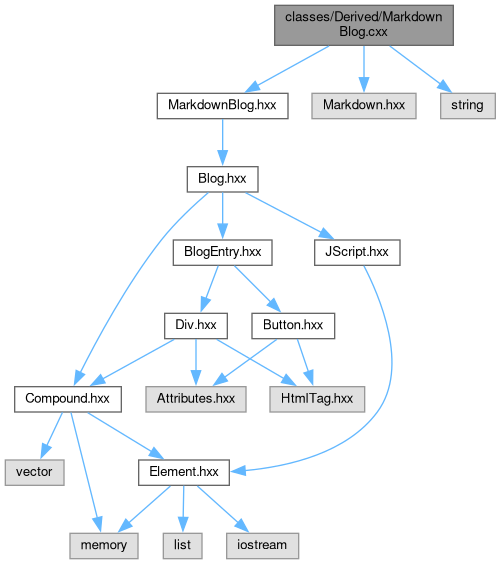 classes/Derived/Markdown
Blog.cxx
MarkdownBlog.hxx
Markdown.hxx
string
Blog.hxx
BlogEntry.hxx
JScript.hxx
Div.hxx
Button.hxx
Compound.hxx
Attributes.hxx
HtmlTag.hxx
vector
Element.hxx
memory
list
iostream